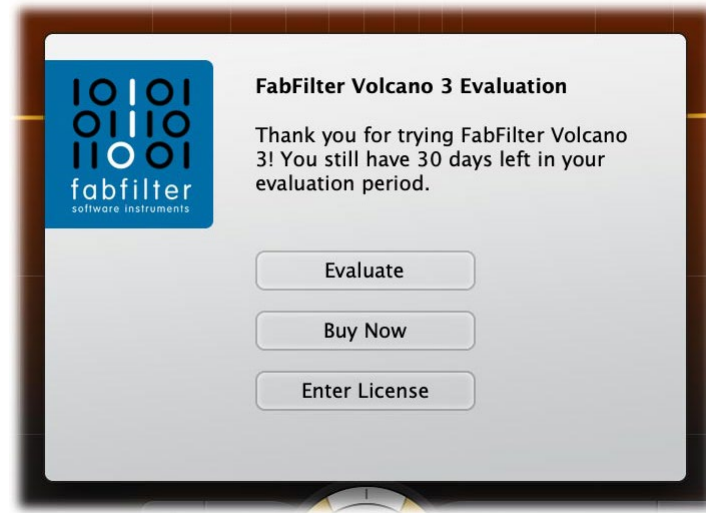 IOIOI
OIIIO
IIOOI
fabfilter
software instruments
FabFilter Volcano 3 Evaluation
Thank you for trying FabFilter Volcano
3! You still have 30 days left in your
evaluation period.
Evaluate
Buy Now
Enter License